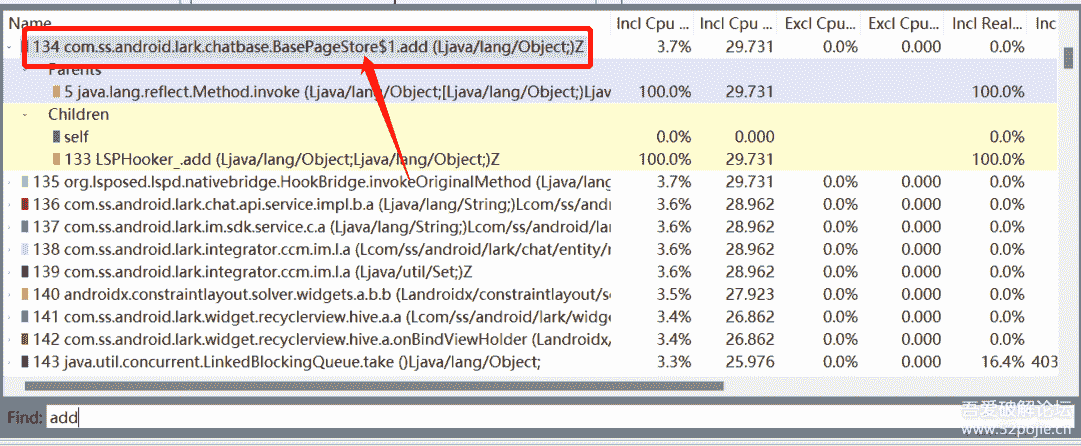 Name Incl Cpu ... Incl Cpu ... Excl Cpu ... Excl Cpu... Incl Real... Inc
134 com.ss.android.lark.chatbase.BasePageStore$1.add (Ljava/lang/Object;)Z 3.7% 29.731 0.0% 0.000 0.0%
Parents
5 java.lang.reflect.Method.invoke (Ljava/lang/Object;[Ljava/lang/Object;)Ljav 100.0% 29.731 100.0%
Children
self 0.0% 0.000 0.0%
133 LSPHooker_.add (Ljava/lang/Object;Ljava/lang/Object;)Z 100.0% 29.731 100.0%
135 org.lsposed.lspd.nativebridge.HookBridge.invokeOriginalMethod (Ljava/lang 3.7% 29.731 0.0% 0.000 0.0%
136 com.ss.android.lark.chat.api.service.impl.b.a (Ljava/lang/String;)Lcom/ss/andr 3.6% 28.962 0.0% 0.000 0.0%
137 com.ss.android.lark.im.sdk.service.c.a (Ljava/lang/String;)Lcom/ss/android/lar 3.6% 28.962 0.0% 0.000 0.0%
138 com.ss.android.lark.integrator.ccm.im.l.a (Lcom/ss/android/lark/chat/entity/r 3.6% 28.962 0.0% 0.000 0.0%
139 com.ss.android.lark.integrator.ccm.im.l.a (Ljava/util/Set;)Z 3.6% 28.962 0.0% 0.000 0.0%
140 androidx.constraintlayout.solver.widgets.a.b.b (Landroidx/constraintlayout/so 3.5% 27.923 0.0% 0.000 0.0%
141 com.ss.android.lark.widget.recyclerview.hive.a.a (Lcom/ss/android/lark/widge 3.4% 26.862 0.0% 0.000 0.0%
142 com.ss.android.lark.widget.recyclerview.hive.a.onBindViewHolder (Landroidx/ 3.4% 26.862 0.0% 0.000 0.0%
143 java.util.concurrent.LinkedBlockingQueue.take ()Ljava/lang/Object; 3.3% 25.976 0.0% 0.000 16.4% 403
Find: add
吾爱破解论坛
www.52pojie.cn